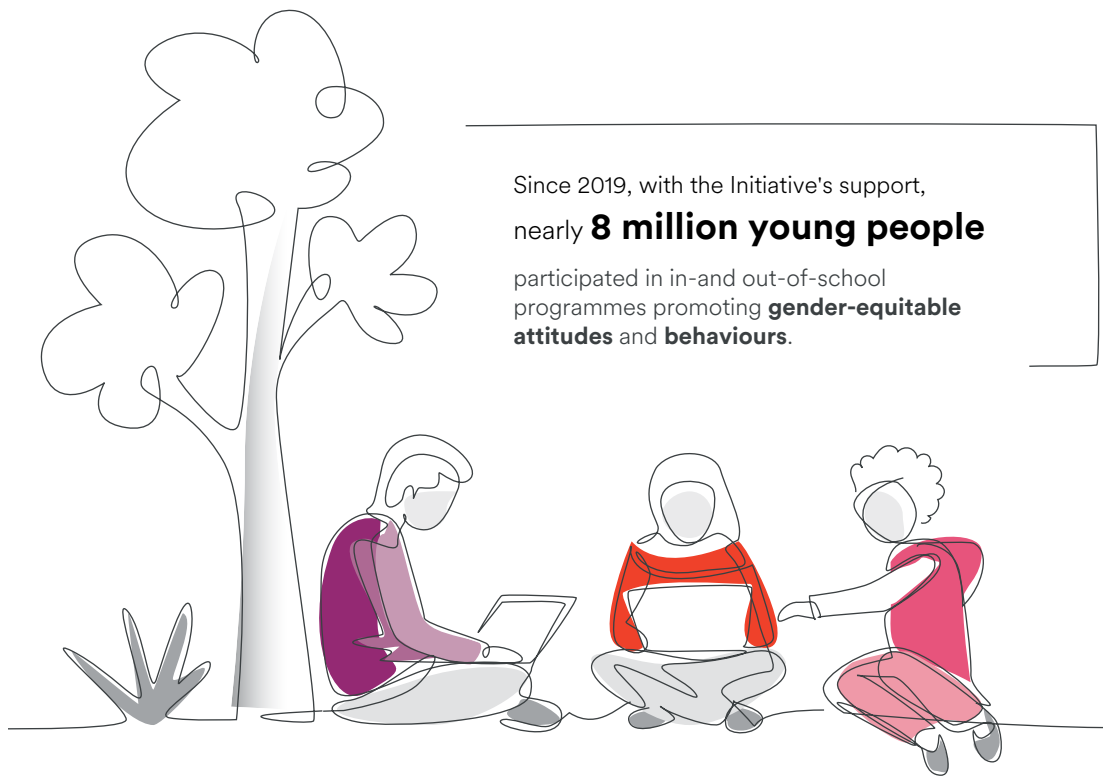 Since 2019, with the Initiative's support,
nearly 8 million young people
participated in in-and out-of-school
programmes promoting gender-equitable
attitudes and behaviours.